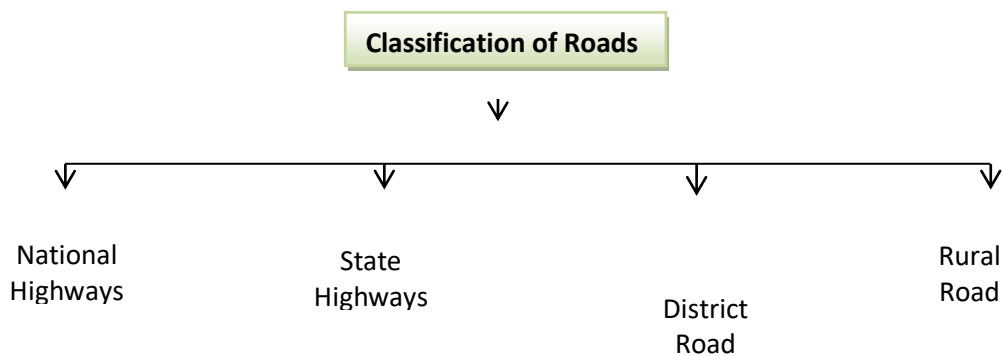 Classification of Roads
National
Highways
State
Highways
District
Road
Rural
Road